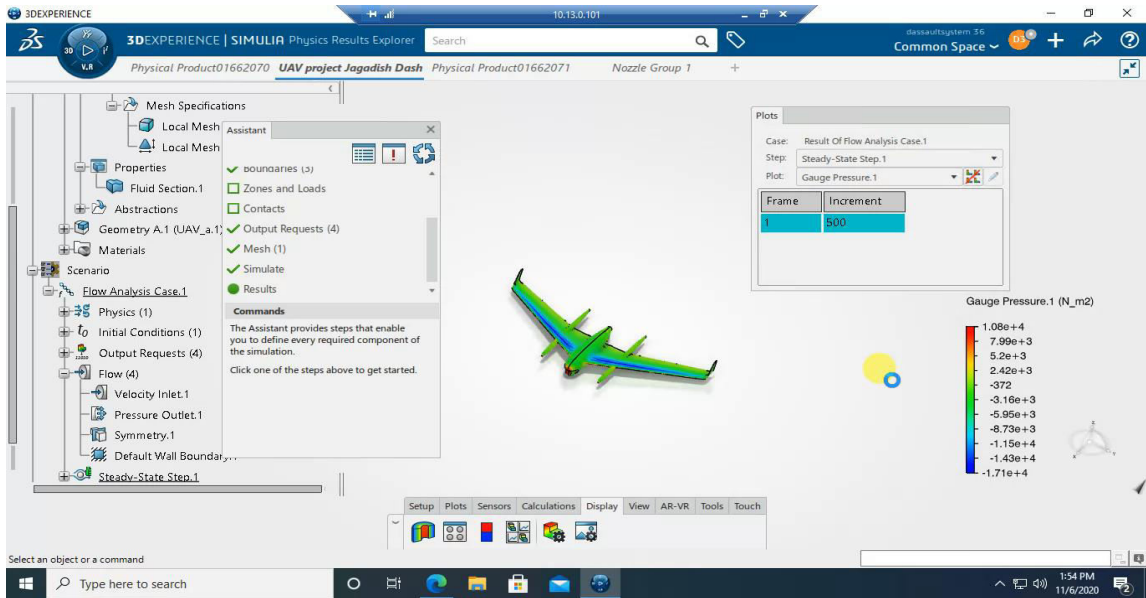 3DEXPERIENCE
10.13.0.101
3DEXPERIENCE | SIMULIA Physics Results Explorer
Search
dassaultsystem 36
Common Space
3D
V.R
Physical Product01662070
UAV project Jagadish Dash
Physical Product01662071
Nozzle Group 1
Mesh Specifications
Local Mesh
Local Mesh
Properties
Fluid Section.1
Abstractions
Geometry A.1 (UAV_a.1)
Materials
Scenario
Flow Analysis Case.1
Physics (1)
Initial Conditions (1)
Output Requests (4)
Flow (4)
Velocity Inlet.1
Pressure Outlet.1
Symmetry.1
Default Wall Boundary.1
Steady-State Step.1
Assistant
Boundaries (3)
Zones and Loads
Contacts
Output Requests (4)
Mesh (1)
Simulate
Results
Commands
The Assistant provides steps that enable
you to define every required component of
the simulation.
Click one of the steps above to get started.
Plots
Case: Result Of Flow Analysis Case.1
Step: Steady-State Step.1
Plot: Gauge Pressure.1
Frame Increment
1 500
Gauge Pressure.1 (N_m2)
1.08e+4
7.99e+3
5.2e+3
2.42e+3
-372
-3.16e+3
-5.95e+3
-8.73e+3
-1.15e+4
-1.43e+4
-1.71e+4
Setup Plots Sensors Calculations Display View AR-VR Tools Touch
Select an object or a command
Type here to search
1:54 PM
11/6/2020